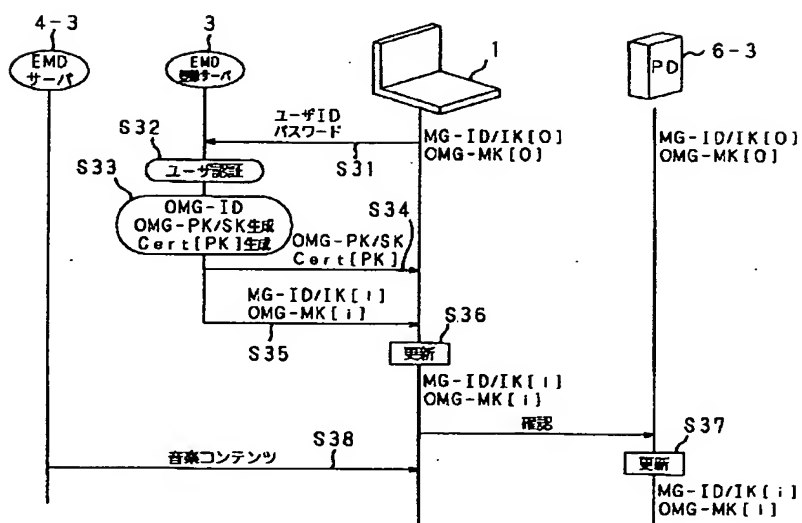 4-3
3
1
6-3
EMD
サーバ
EMD
登録サーバ
PD
ユーザID
パスワード
S31
MG-ID/IK[0]
OMG-MK[0]
MG-ID/IK[0]
OMG-MK[0]
S32
ユーザ認証
S33
OMG-ID
OMG-PK/SK生成
Cert[PK]生成
S34
OMG-PK/SK
Cert[PK]
MG-ID/IK[i]
OMG-MK[i]
S35
S36
更新
MG-ID/IK[i]
OMG-MK[i]
確認
S37
更新
S38
音楽コンテンツ
MG-ID/IK[i]
OMG-MK[i]